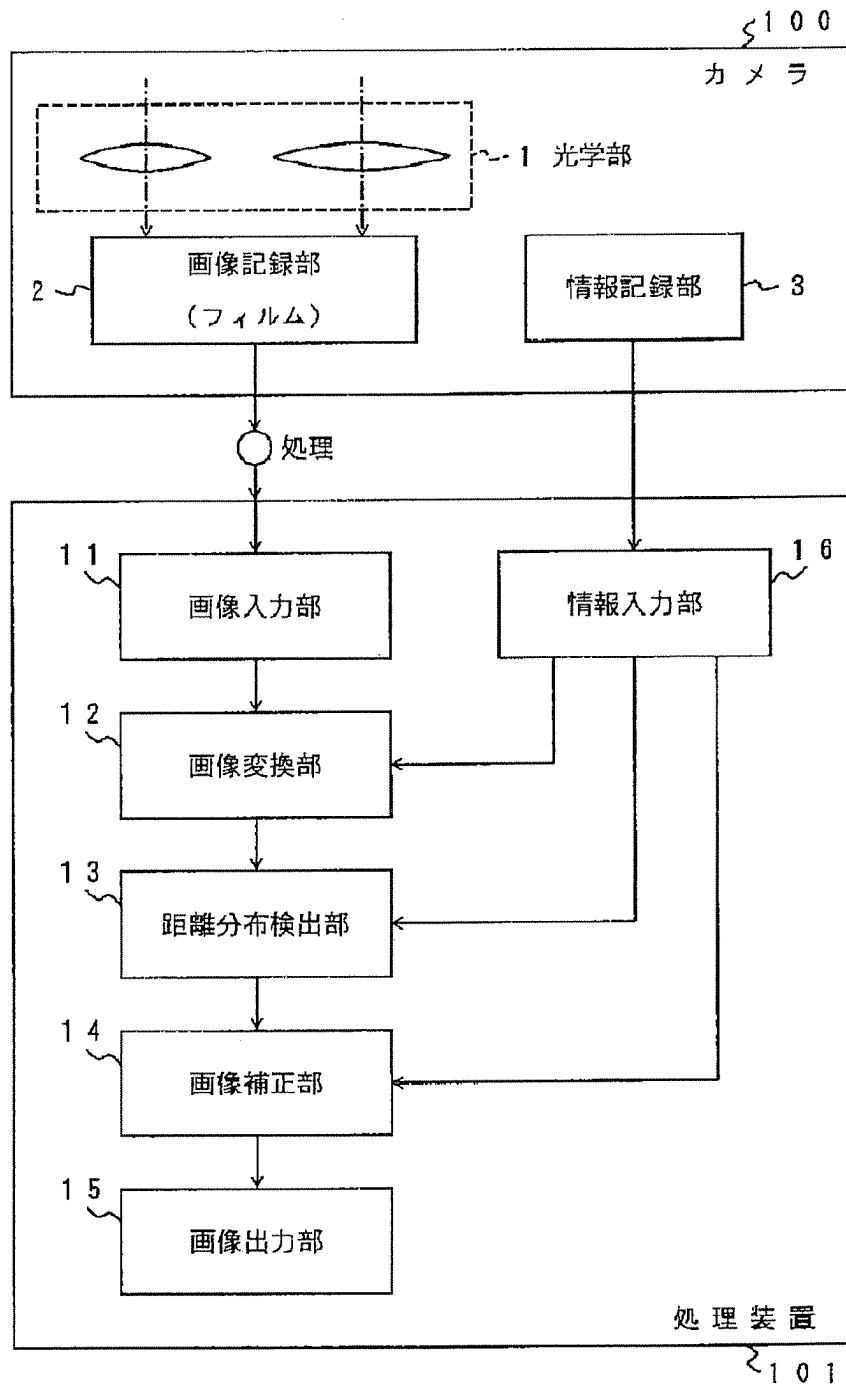 100
カメラ
1 光学部
画像記録部
(フィルム)
2
情報記録部
3
処理
11
画像入力部
情報入力部
16
12
画像変換部
13
距離分布検出部
14
画像補正部
15
画像出力部
処理装置
101